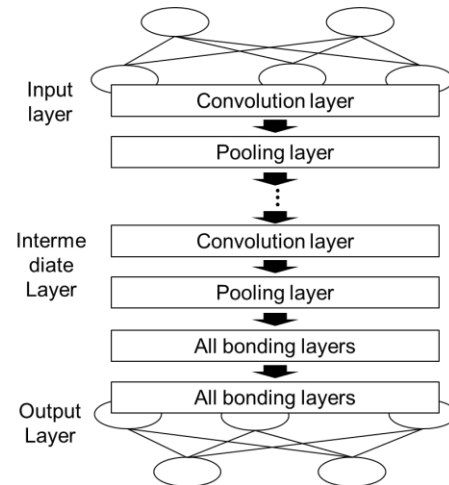 Input
layer
Convolution layer
Pooling layer
Interme
diate
Layer
Convolution layer
Pooling layer
All bonding layers
All bonding layers
Output
Layer